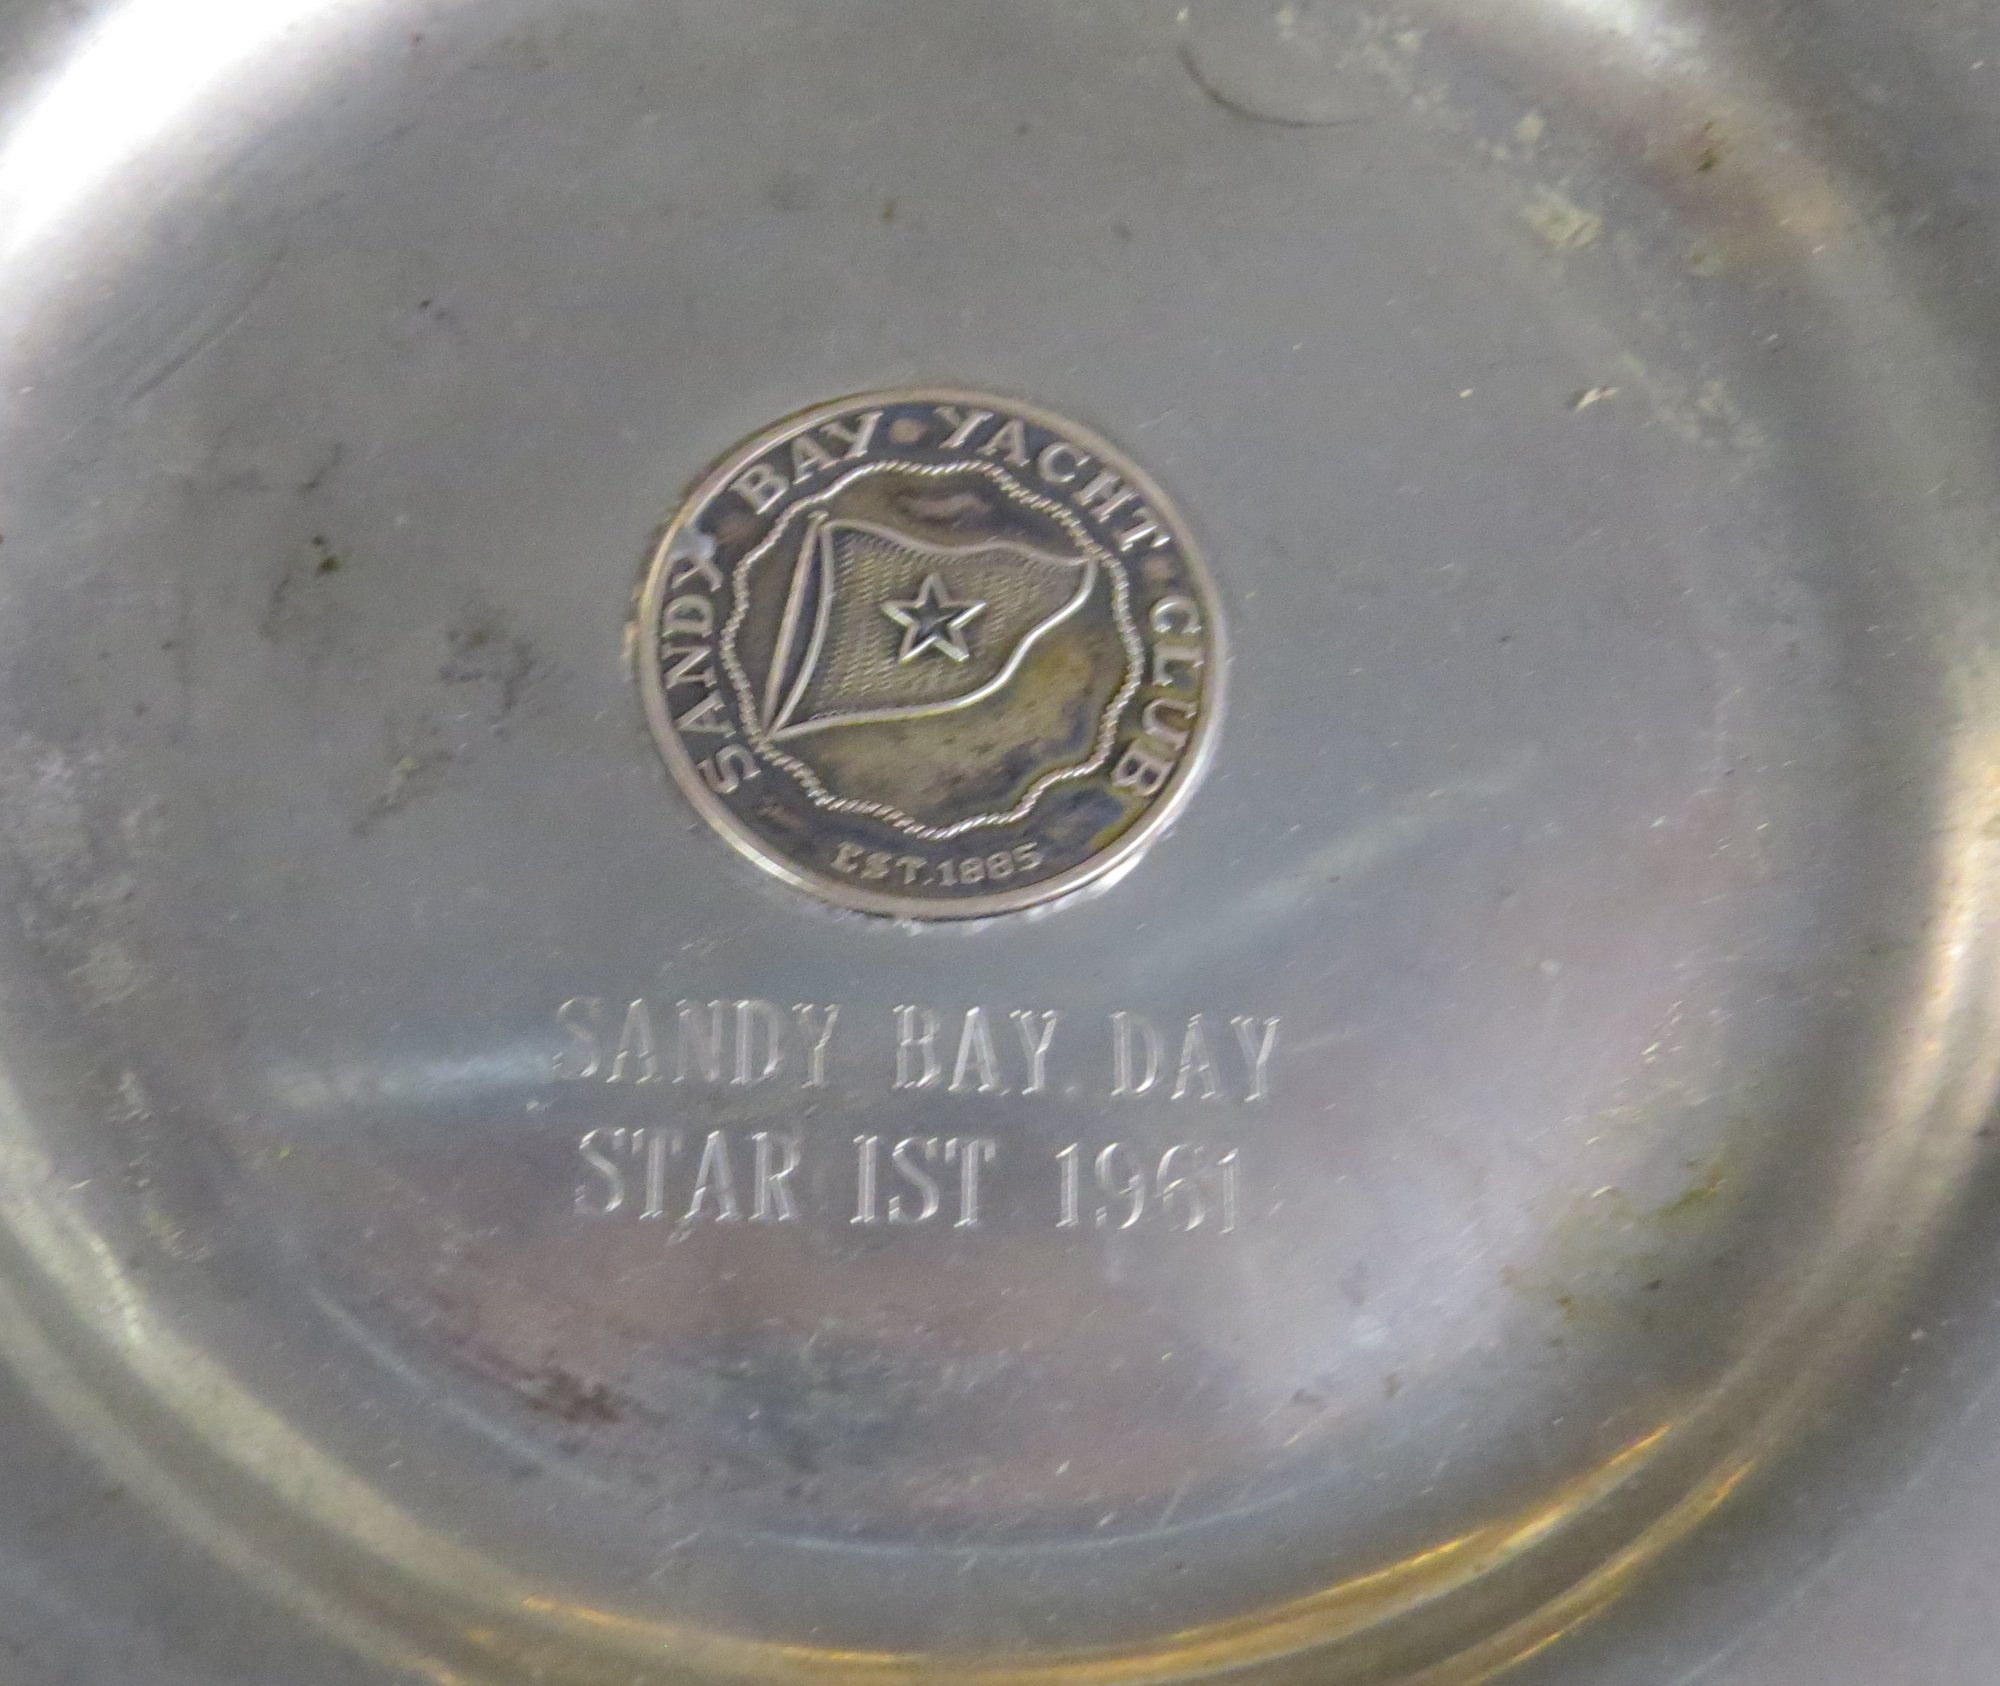 SANDY BAY • YACHT • CLUB
EST. 1885
SANDY BAY DAY
STAR 1ST 1961